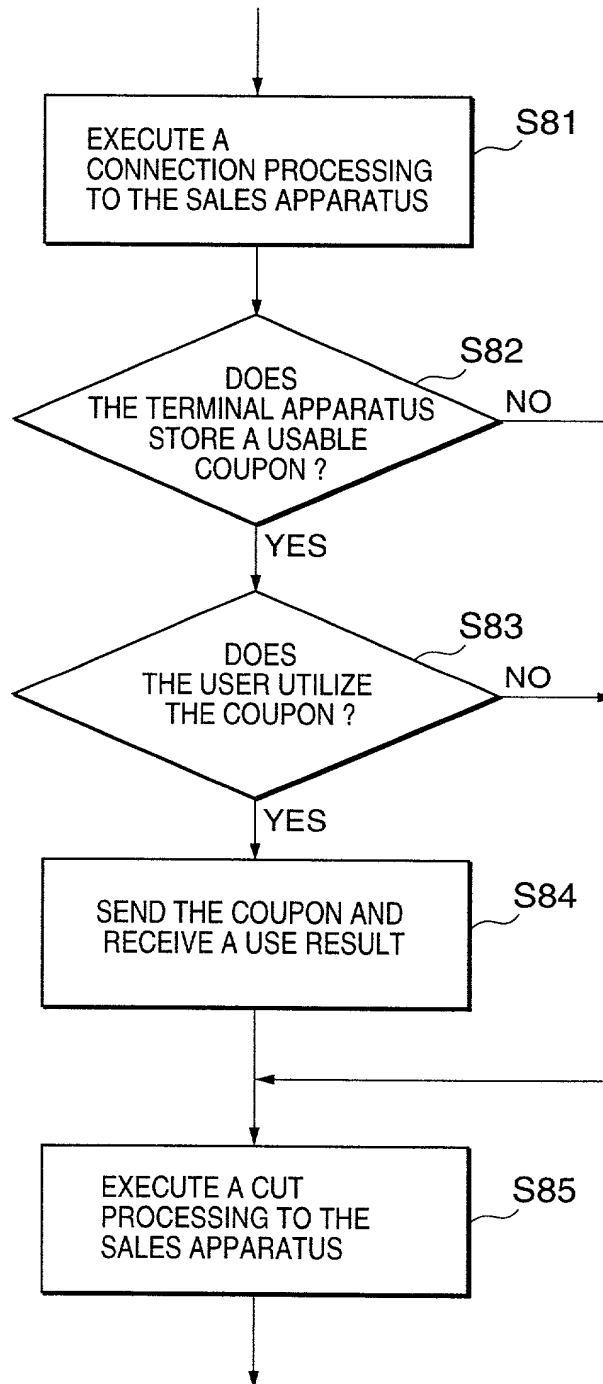 EXECUTE A
CONNECTION PROCESSING
TO THE SALES APPARATUS
S81
DOES
THE TERMINAL APPARATUS
STORE A USABLE
COUPON ?
S82
NO
YES
DOES
THE USER UTILIZE
THE COUPON ?
S83
NO
YES
SEND THE COUPON AND
RECEIVE A USE RESULT
S84
EXECUTE A CUT
PROCESSING TO THE
SALES APPARATUS
S85